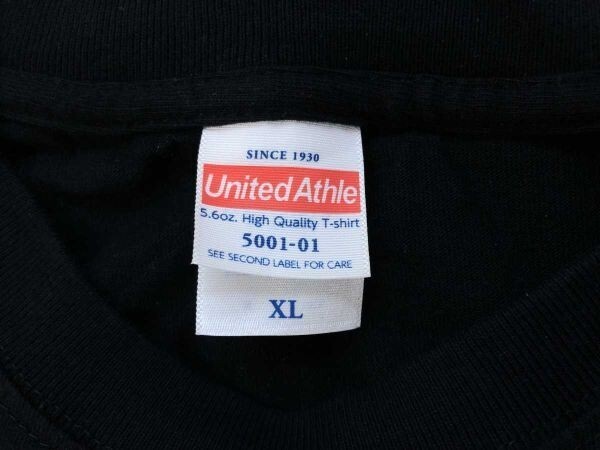 SINCE 1930
United Athle
5.6oz. High Quality T-shirt
5001-01
SEE SECOND LABEL FOR CARE
XL